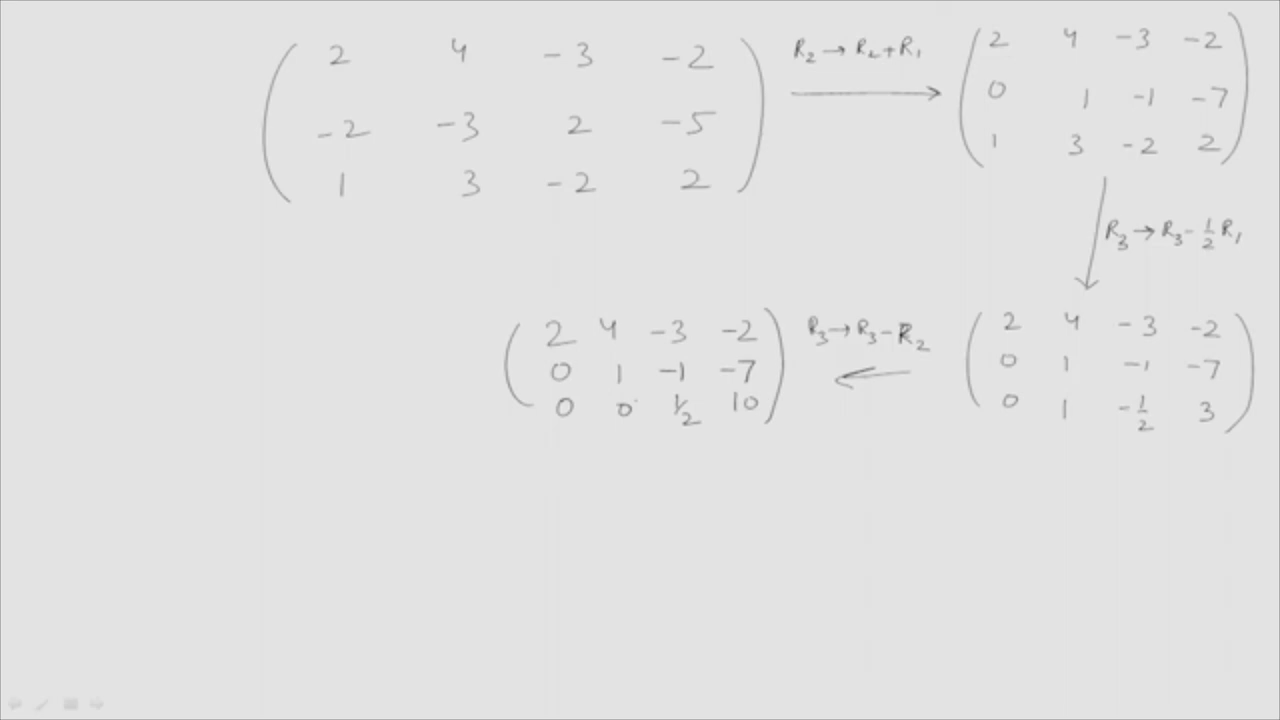 2 4 -3 -2
-2 -3 2 -5
1 3 -2 2
R₂ → R₂ + R₁
2 4 -3 -2
0 1 -1 -7
1 3 -2 2
R₃ → R₃ - 1/2 R₁
2 4 -3 -2
0 1 -1 -7
0 1 -1/2 3
R₃ → R₃ - R₂
2 4 -3 -2
0 1 -1 -7
0 0 1/2 10